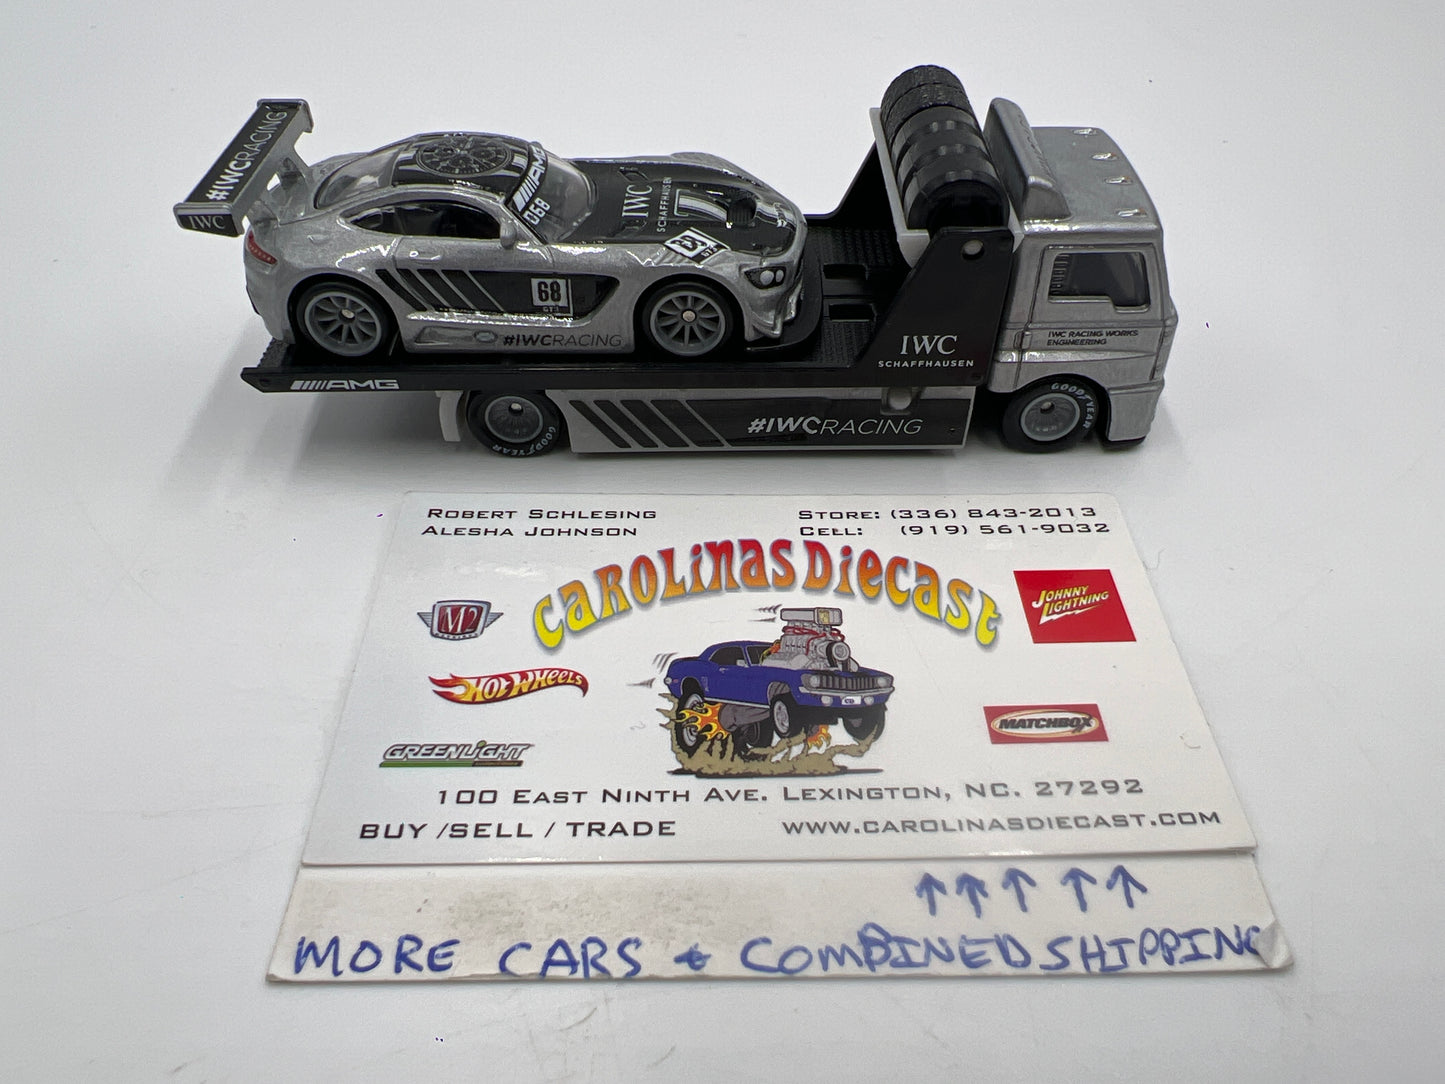 #IWCRACING
IWC
AMG
068
IWC
SCHAFFHAUSEN
68
GT3
#IWCRACING
AMG
IWC
SCHAFFHAUSEN
IWC RACING WORKS
ENGINEERING
GOODYEAR
GOODYEAR
#IWCRACING
ROBERT SCHLESING
ALESHA JOHNSON
STORE: (336) 843-2013
CELL: (919) 561-9032
CAROLINAS DIECAST
M2
JOHNNY LIGHTNING
HOT WHEELS
MATCHBOX
GREENLIGHT
100 EAST NINTH AVE. LEXINGTON, NC. 27292
BUY /SELL / TRADE
WWW.CAROLINASDIECAST.COM
↑↑↑ ↑↑
MORE CARS & COMBINED SHIPPING